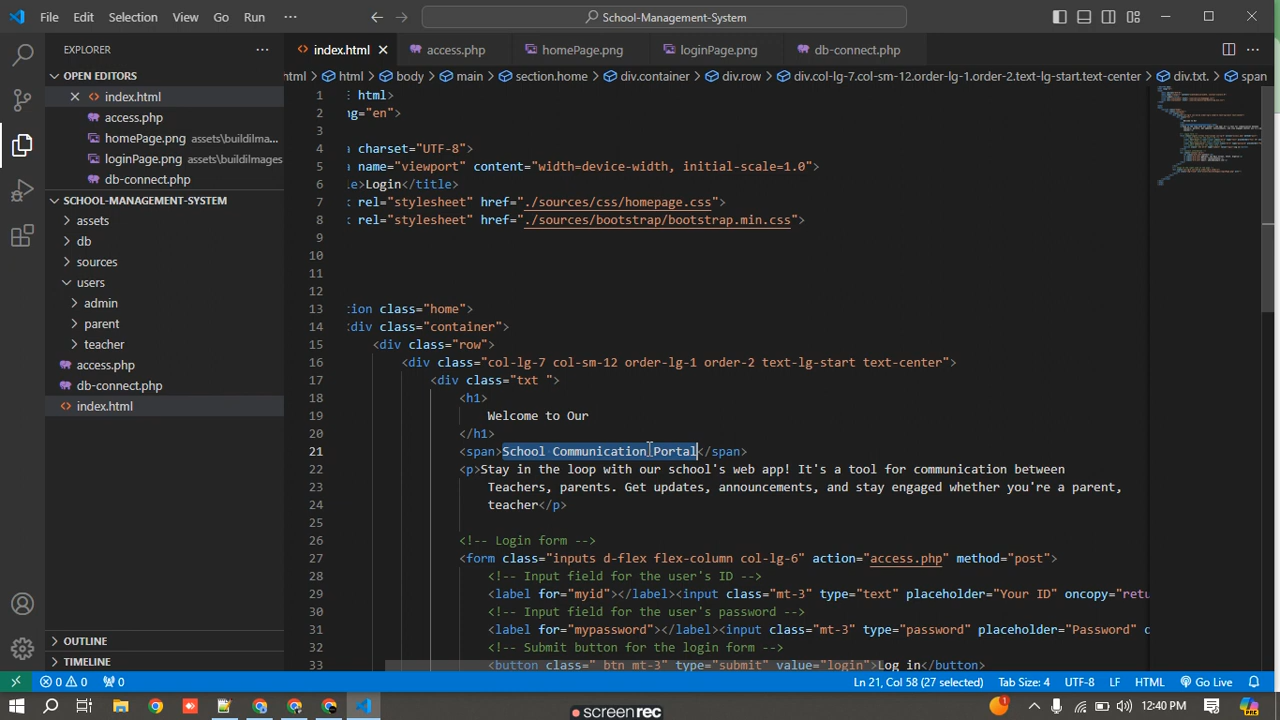 File Edit Selection View Go Run ··· School-Management-System
EXPLORER ···
index.html access.php homePage.png loginPage.png db-connect.php ···
OPEN EDITORS
index.html
access.php
homePage.png assets\buildiIma...
loginPage.png assets\buildiImages
db-connect.php
SCHOOL-MANAGEMENT-SYSTEM
assets
db
sources
users
admin
parent
teacher
access.php
db-connect.php
index.html
OUTLINE
TIMELINE
html > html > body > main > section.home > div.container > div.row > div.col-lg-7.col-sm-12.order-lg-1.order-2.text-lg-start.text-center > div.txt. > span
1 html>
2 ng="en">
3
4 a charset="UTF-8">
5 a name="viewport" content="width=device-width, initial-scale=1.0">
6 le>Login</title>
7 k rel="stylesheet" href="./sources/css/homepage.css">
8 k rel="stylesheet" href="./sources/bootstrap/bootstrap.min.css">
9
10
11
12
13 tion class="home">
14 <div class="container">
15 <div class="row">
16 <div class="col-lg-7 col-sm-12 order-lg-1 order-2 text-lg-start text-center">
17 <div class="txt ">
18 <h1>
19 Welcome to Our
20 </h1>
21 <span>School Communication Portal</span>
22 <p>Stay in the loop with our school's web app! It's a tool for communication between
23 Teachers, parents. Get updates, announcements, and stay engaged whether you're a parent,
24 teacher</p>
25
26 <!-- Login form -->
27 <form class="inputs d-flex flex-column col-lg-6" action="access.php" method="post">
28 <!-- Input field for the user's ID -->
29 <label for="myid"></label><input class="mt-3" type="text" placeholder="Your ID" oncopy="retu
30 <!-- Input field for the user's password -->
31 <label for="mypassword"></label><input class="mt-3" type="password" placeholder="Password" o
32 <!-- Submit button for the login form -->
33 <button class=" btn mt-3" type="submit" value="login">Log in</button>
0 0 0 Ln 21, Col 58 (27 selected) Tab Size: 4 UTF-8 LF HTML Go Live
1 12:40 PM
screenrec